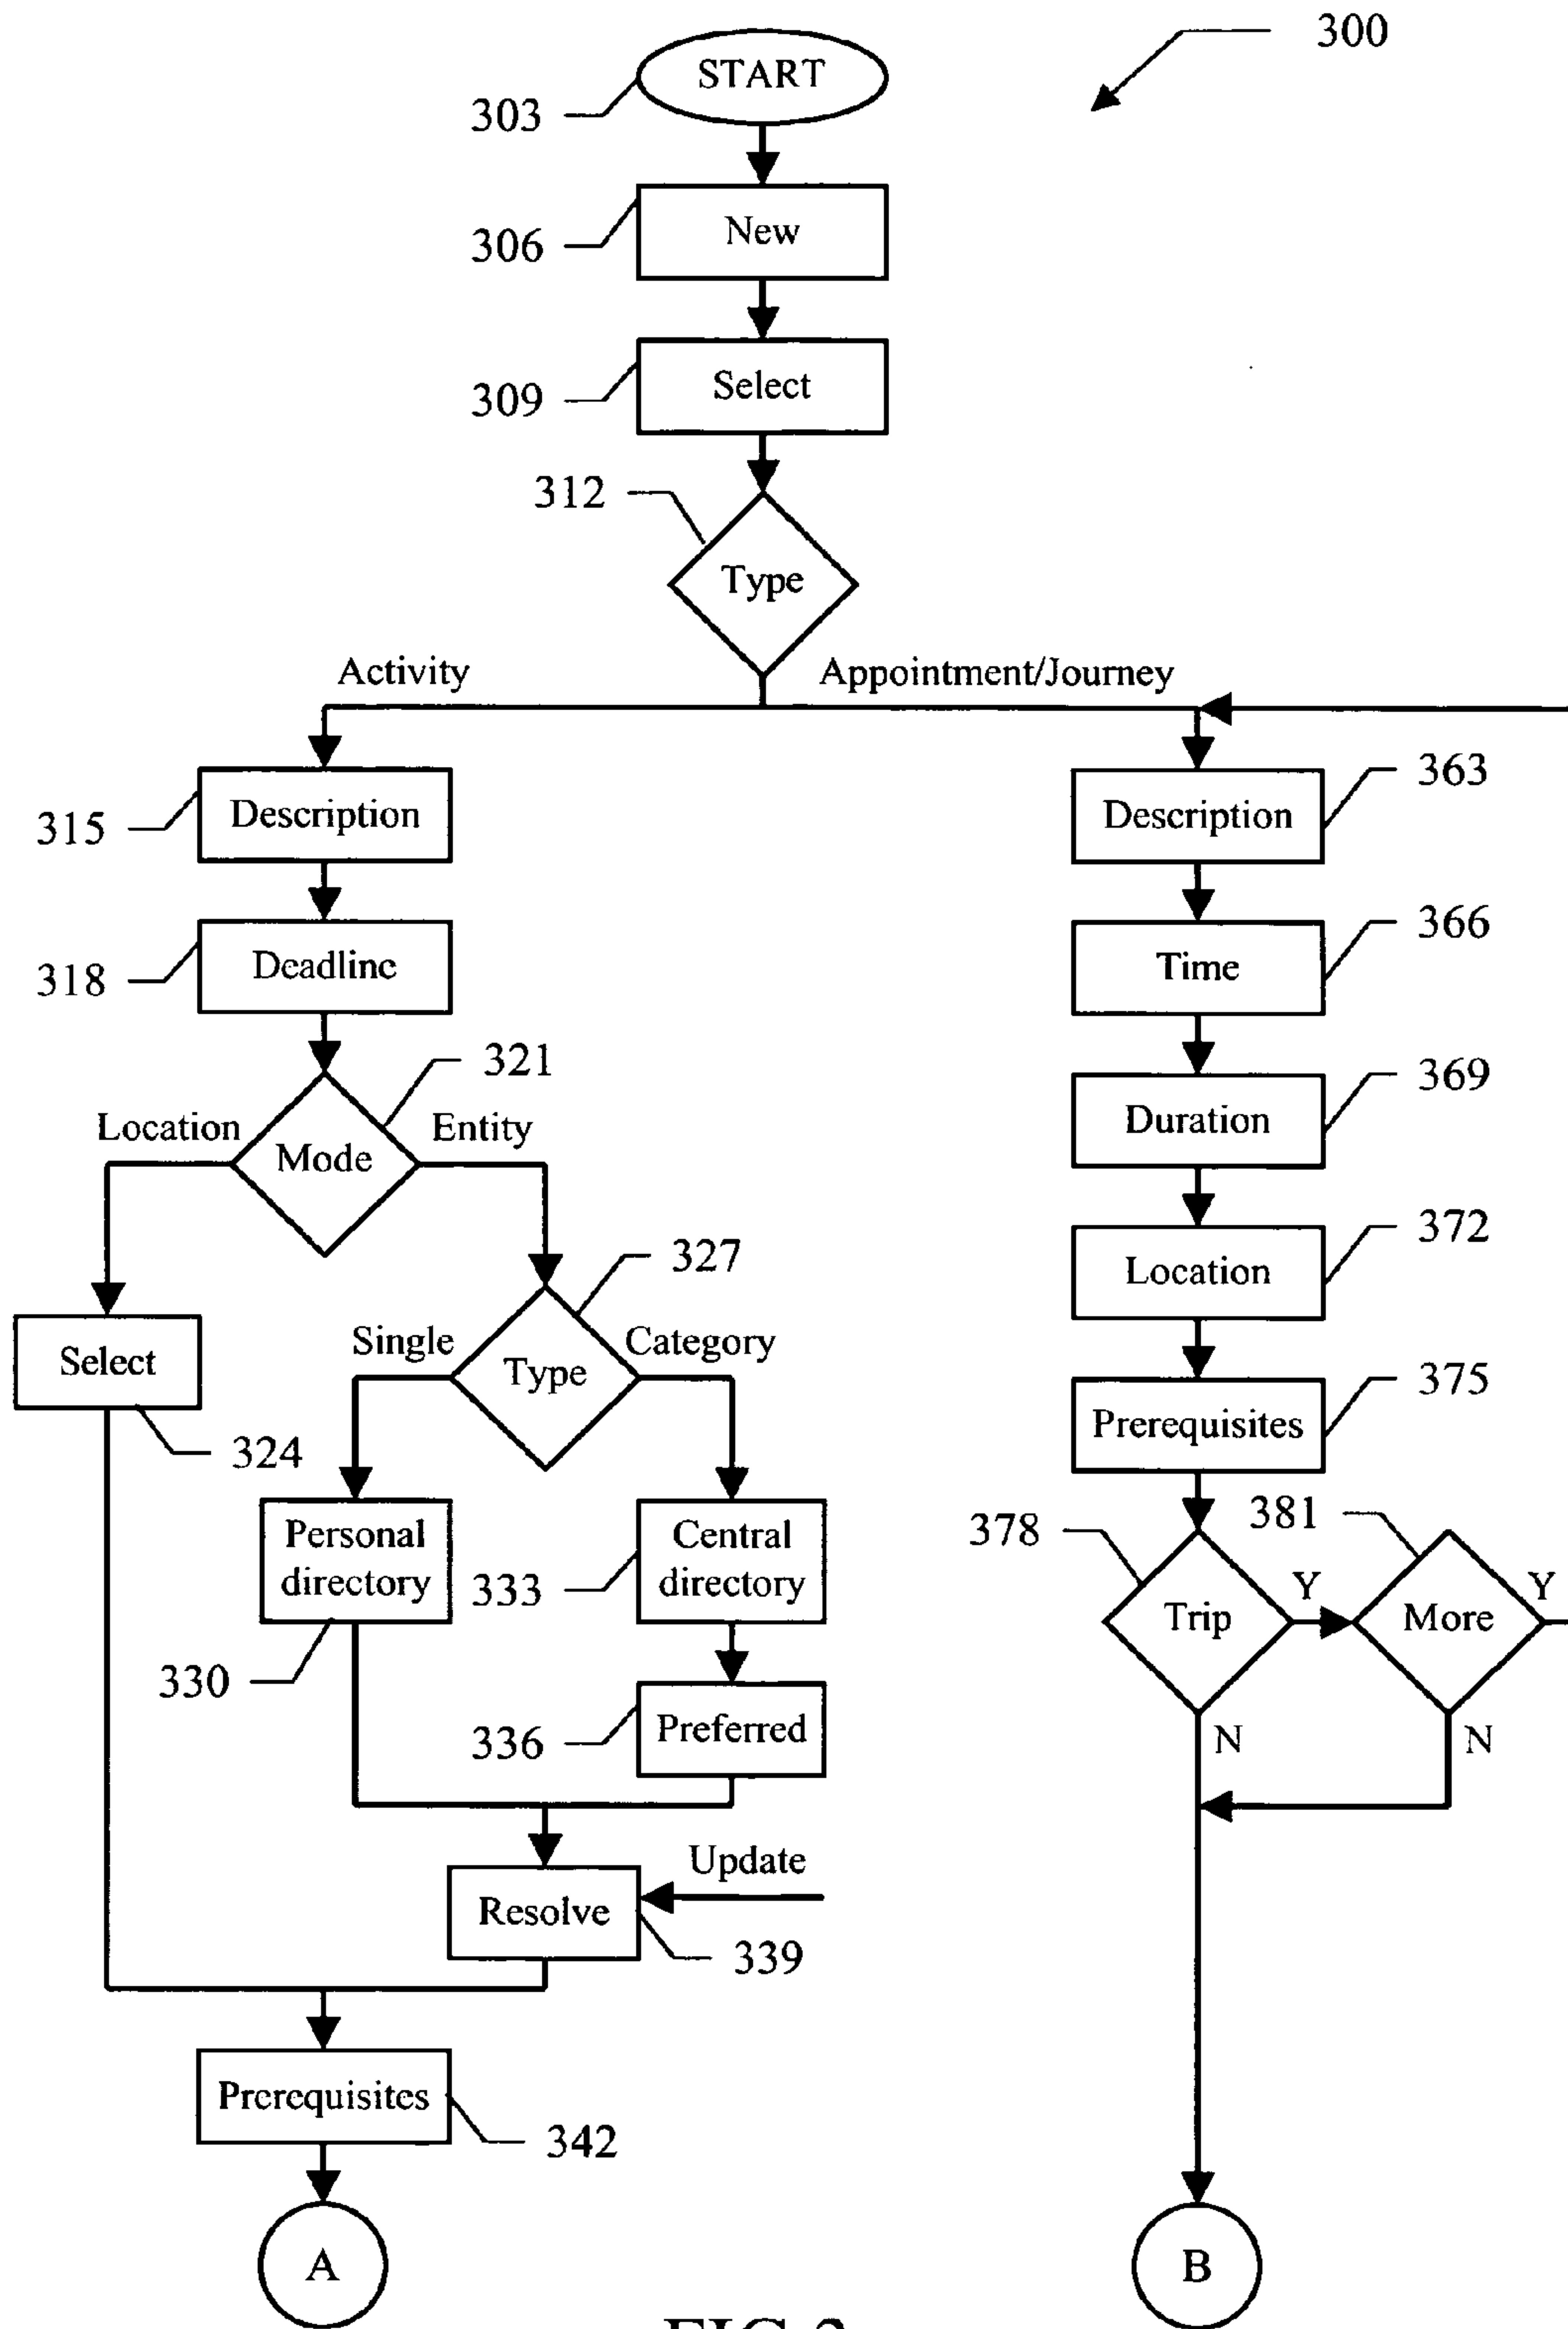 300
START
303
New
306
Select
309
312
Type
Activity
Appointment/Journey
Description
315
Description
363
Deadline
318
Time
366
321
Location
Entity
Mode
Duration
369
Location
372
327
Single
Category
Type
Select
324
Prerequisites
375
Personal
directory
330
Central
directory
333
378
381
Trip
Y
More
Y
N
N
Preferred
336
Update
Resolve
339
Prerequisites
342
A
B